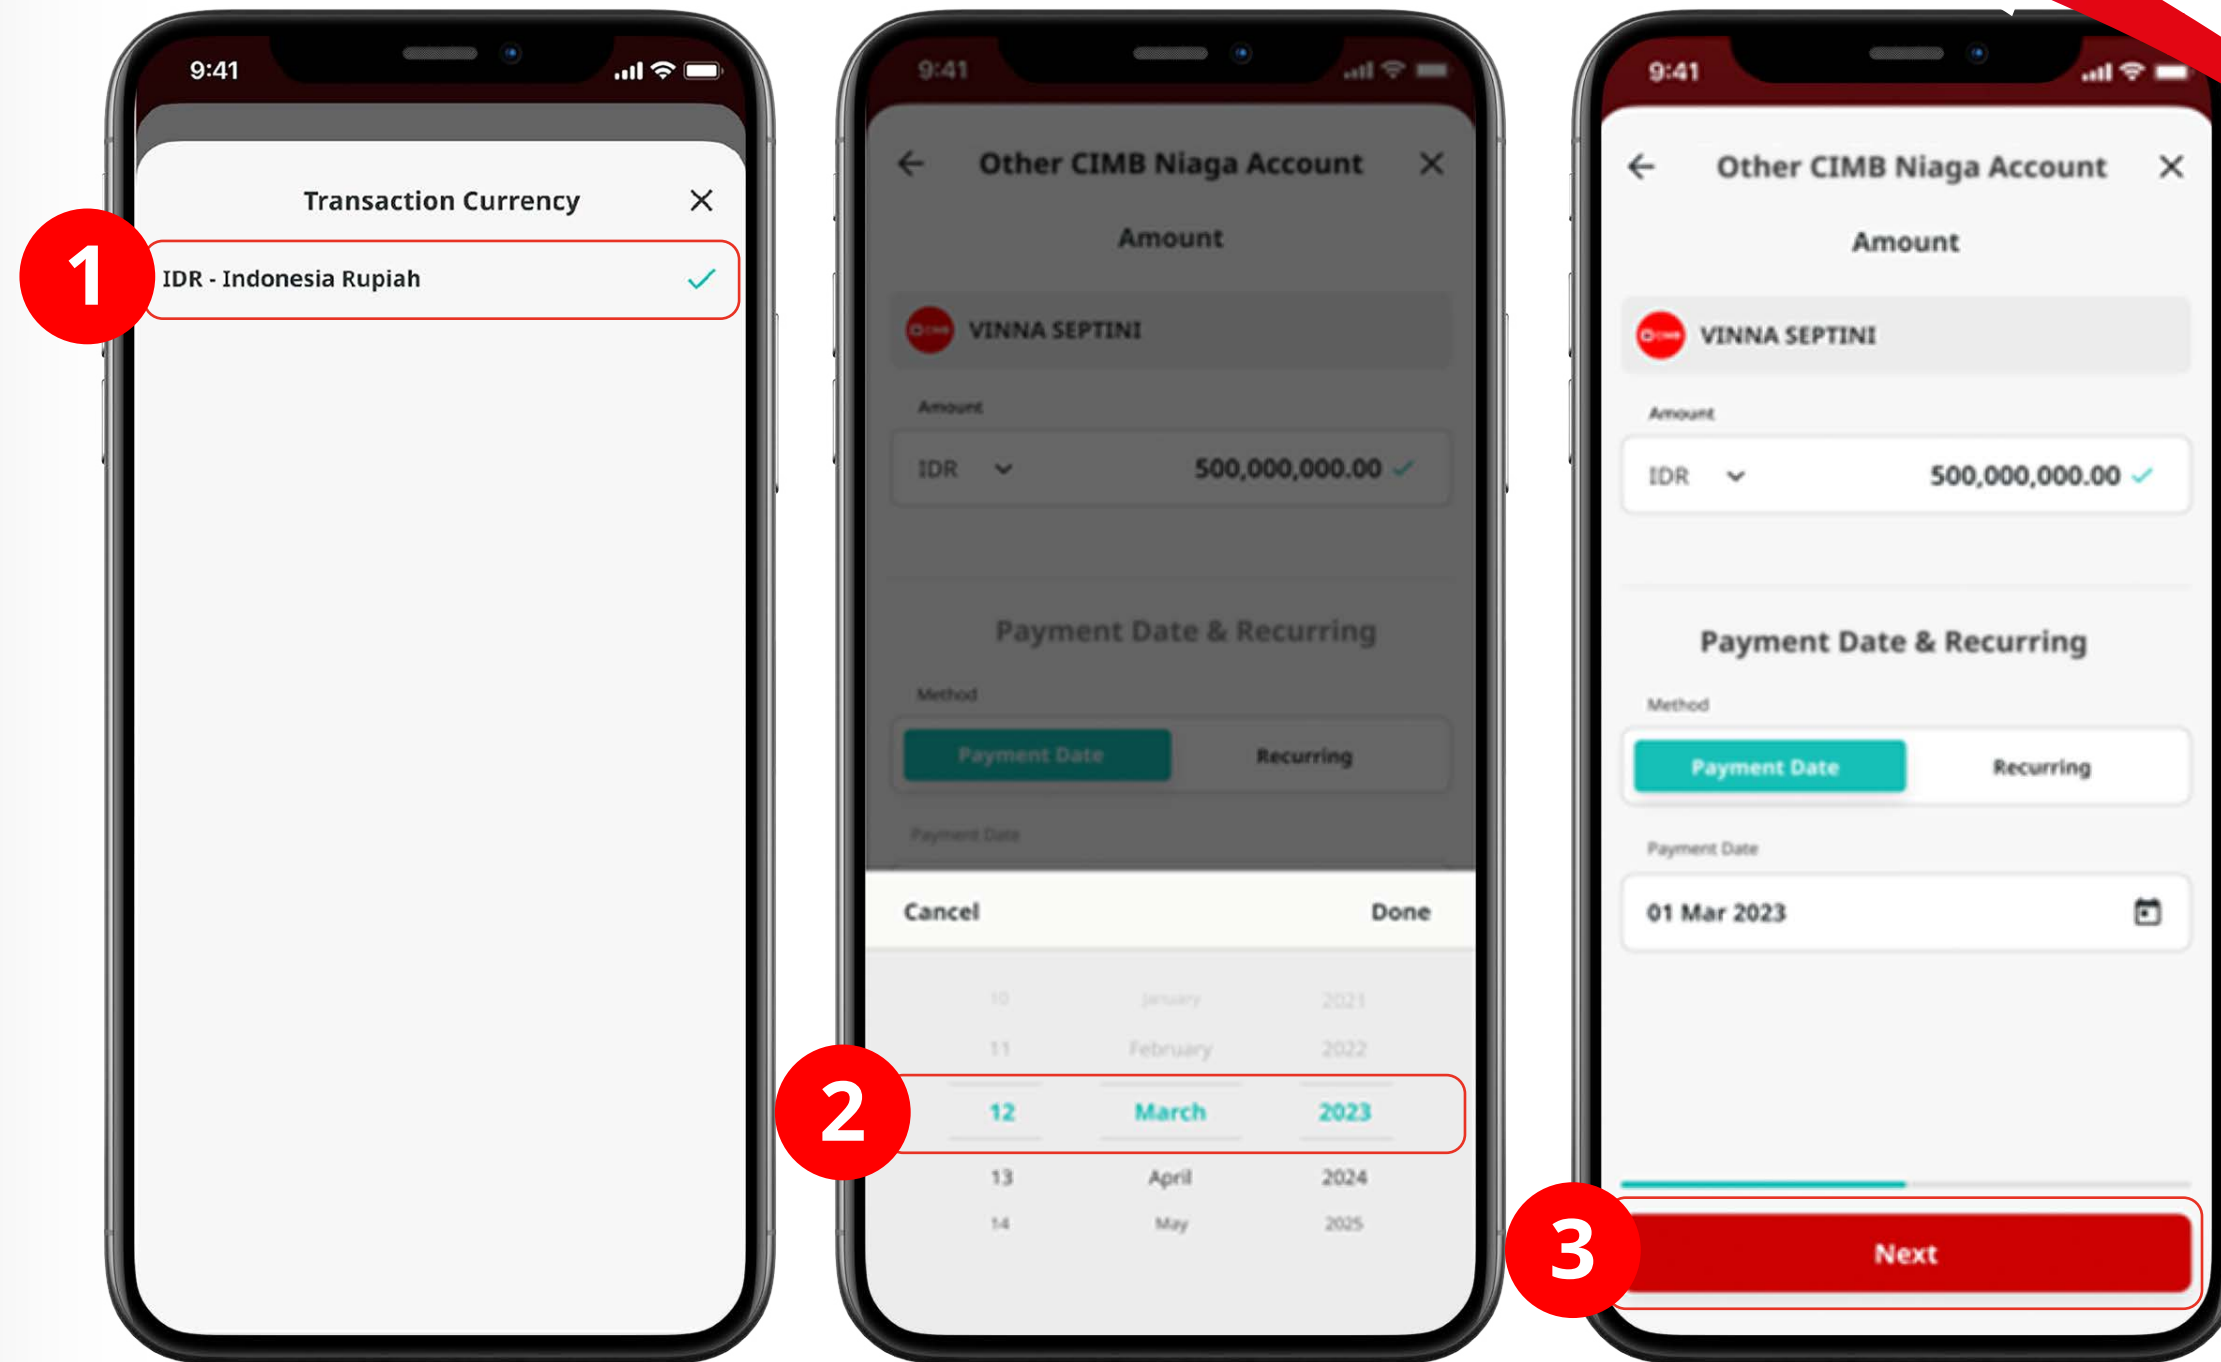 9:41
Transaction Currency
1
IDR - Indonesia Rupiah
9:41
Other CIMB Niaga Account
Amount
CIMB
VINNA SEPTINI
Amount
IDR 500,000,000.00
Payment Date & Recurring
Method
Payment Date Recurring
Payment Date
Cancel Done
10 January 2021
11 February 2022
2
12 March 2023
13 April 2024
14 May 2025
9:41
Other CIMB Niaga Account
Amount
CIMB
VINNA SEPTINI
Amount
IDR 500,000,000.00
Payment Date & Recurring
Method
Payment Date Recurring
Payment Date
01 Mar 2023
3
Next